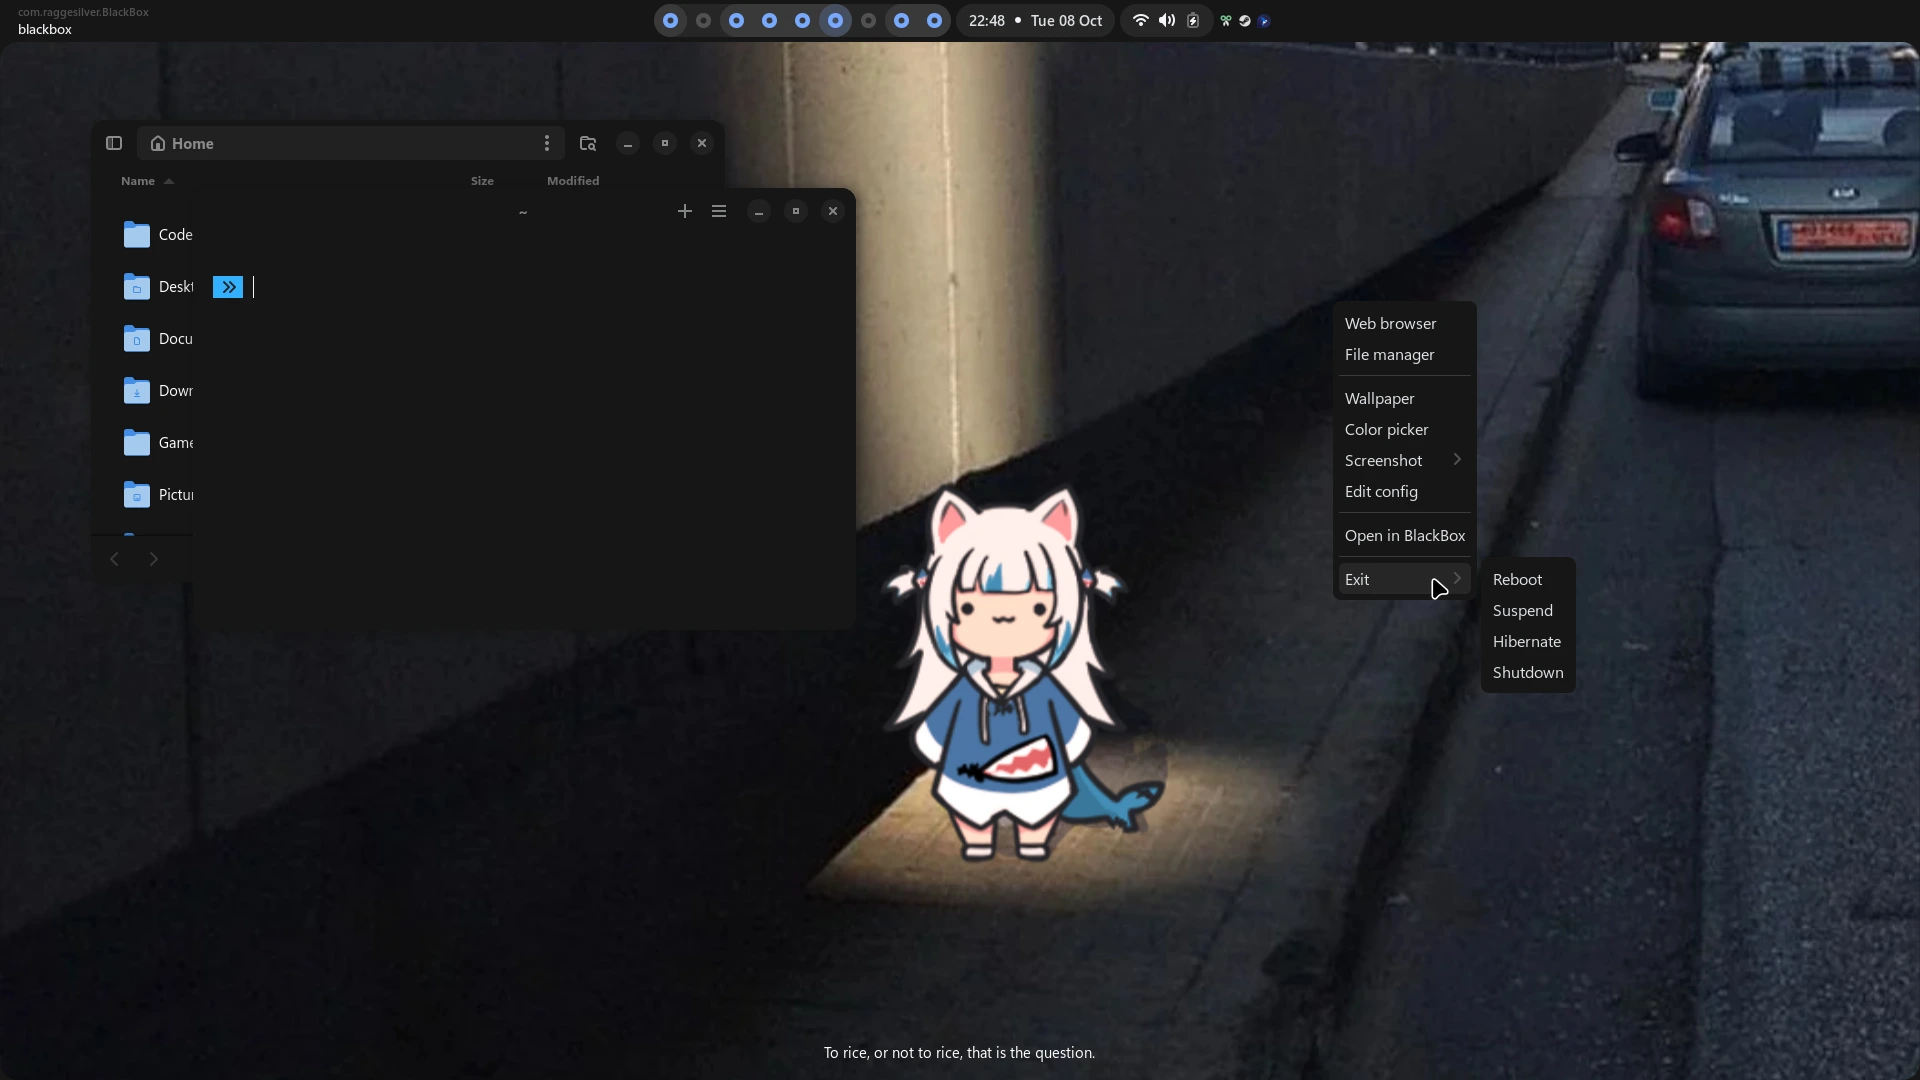 com.raggesilver.BlackBox
blackbox
22:48 • Tue 08 Oct
Home
Name Size Modified
~
Code
Deskt
Docu
Down
Game
Pictur
Web browser
File manager
Wallpaper
Color picker
Screenshot
Edit config
Open in BlackBox
Exit
Reboot
Suspend
Hibernate
Shutdown
To rice, or not to rice, that is the question.